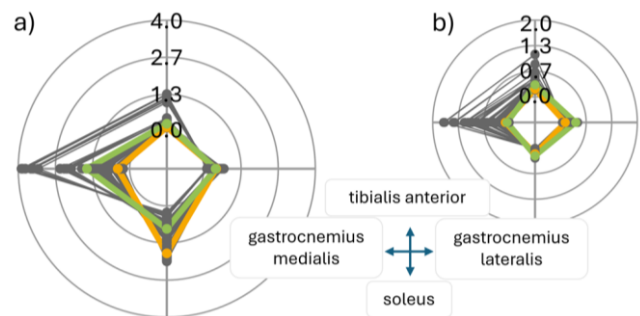 a)
4.0
2.7
1.3
0.0
b)
2.0
1.3
0.7
0.0
tibialis anterior
gastrocnemius
medialis
gastrocnemius
lateralis
soleus